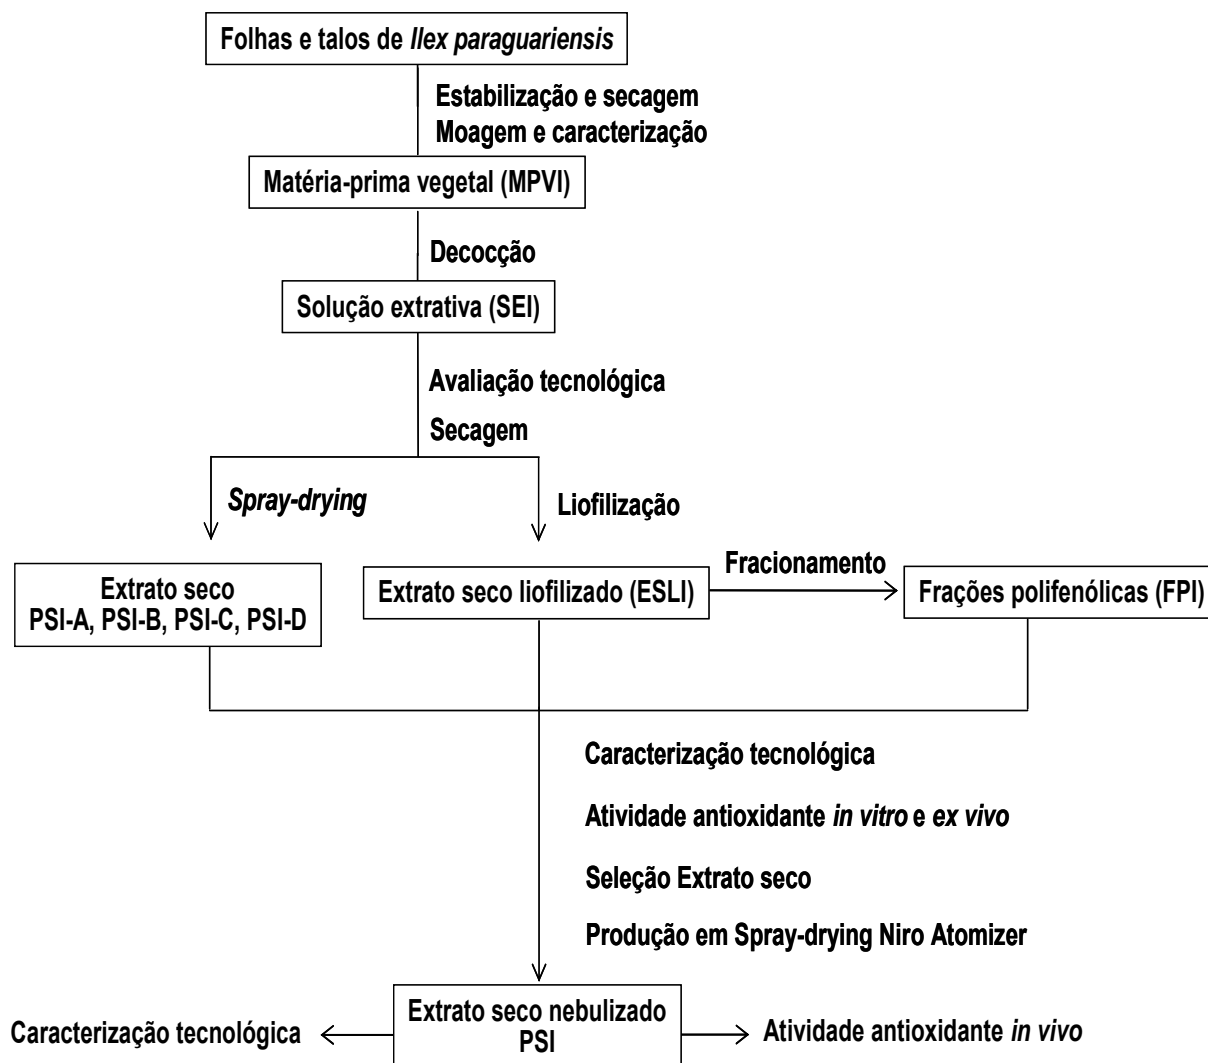 Folhas e talos de Ilex paraguariensis
Estabilização e secagem
Moagem e caracterização
Matéria-prima vegetal (MPVI)
Decocção
Solução extrativa (SEI)
Avaliação tecnológica
Secagem
Spray-drying
Liofilização
Extrato seco
PSI-A, PSI-B, PSI-C, PSI-D
Extrato seco liofilizado (ESLI)
Fracionamento
Frações polifenólicas (FPI)
Caracterização tecnológica
Atividade antioxidante in vitro e ex vivo
Seleção Extrato seco
Produção em Spray-drying Niro Atomizer
Extrato seco nebulizado
PSI
Caracterização tecnológica
Atividade antioxidante in vivo